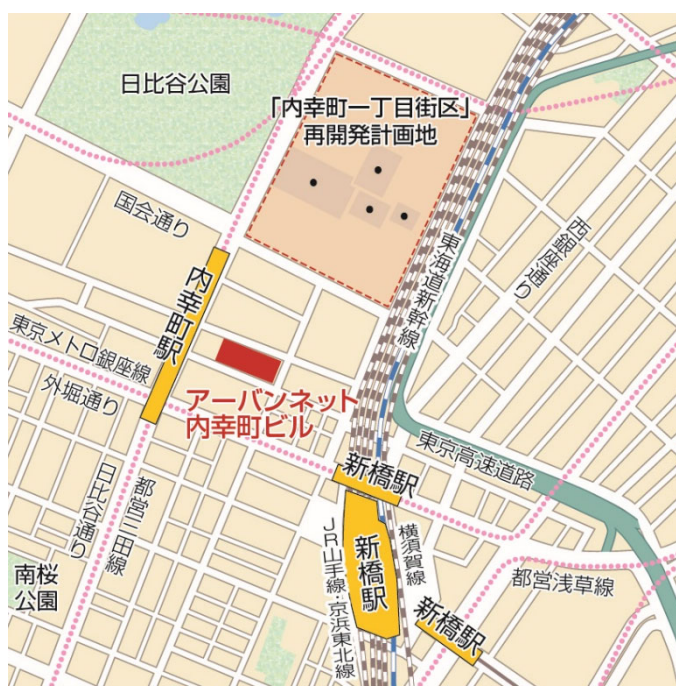 日比谷公園
「内幸町一丁目街区」
再開発計画地
国会通り
内幸町駅
東海道新幹線
西銀座通り
東京メトロ銀座線
外堀通り
アーバンネット
内幸町ビル
新橋駅
東京高速道路
日比谷通り
都営三田線
JR山手線・京浜東北線
新橋駅
横須賀線
都営浅草線
新橋駅
南桜
公園